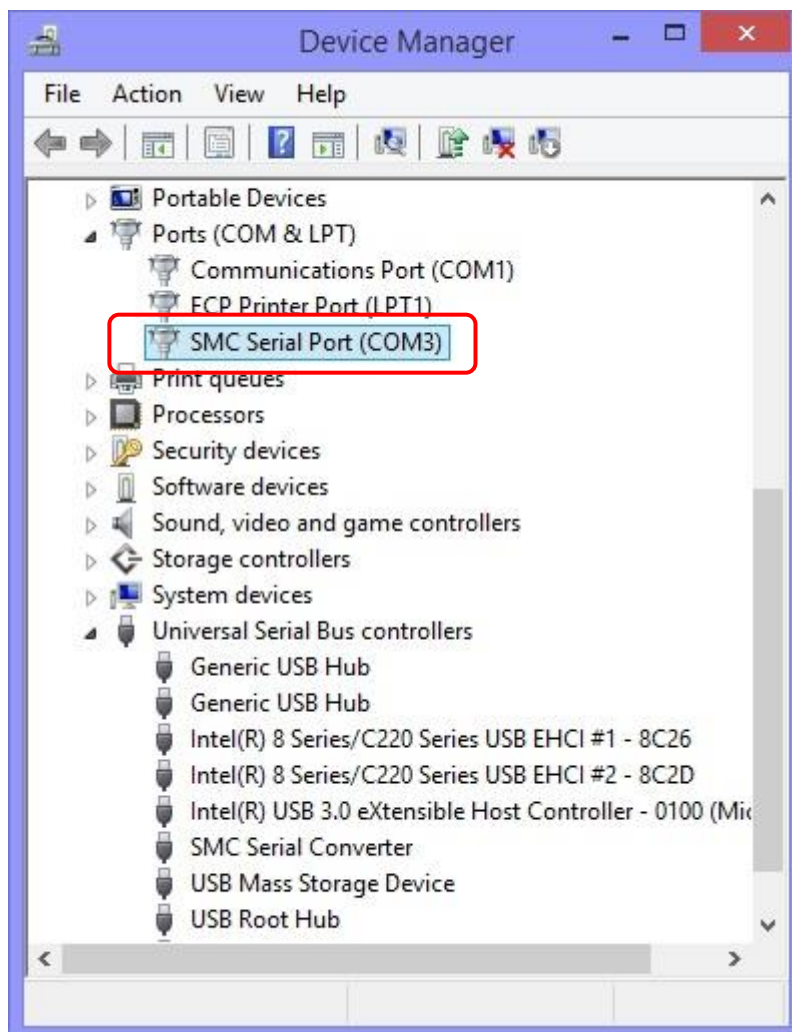 Device Manager
File Action View Help
Portable Devices
Ports (COM & LPT)
Communications Port (COM1)
ECP Printer Port (LPT1)
SMC Serial Port (COM3)
Print queues
Processors
Security devices
Software devices
Sound, video and game controllers
Storage controllers
System devices
Universal Serial Bus controllers
Generic USB Hub
Generic USB Hub
Intel(R) 8 Series/C220 Series USB EHCI #1 - 8C26
Intel(R) 8 Series/C220 Series USB EHCI #2 - 8C2D
Intel(R) USB 3.0 eXtensible Host Controller - 0100 (Mic
SMC Serial Converter
USB Mass Storage Device
USB Root Hub